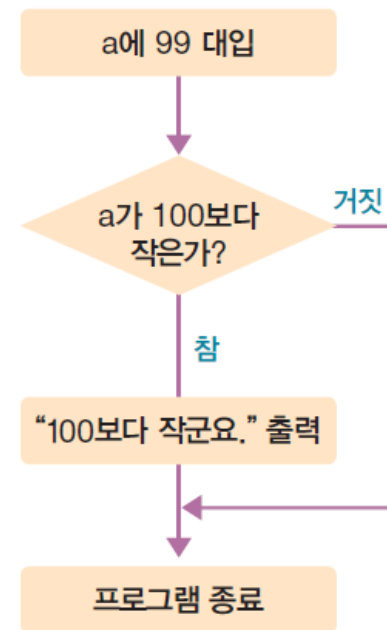 a에 99 대입
a가 100보다
작은가?
거짓
참
“100보다 작군요.” 출력
프로그램 종료